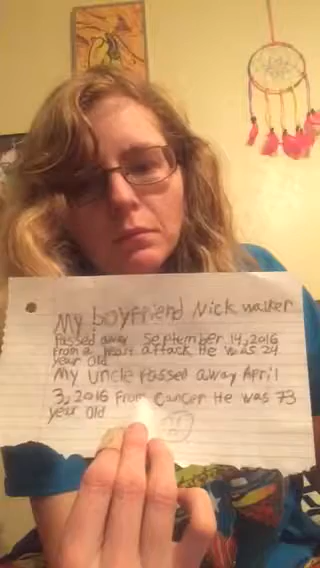 My boyfriend Nick walker
Passed away September 14, 2016
From a heart attack He was 24
year old
My Uncle Passed away April
3, 2016 From Cancer He was 73
year old